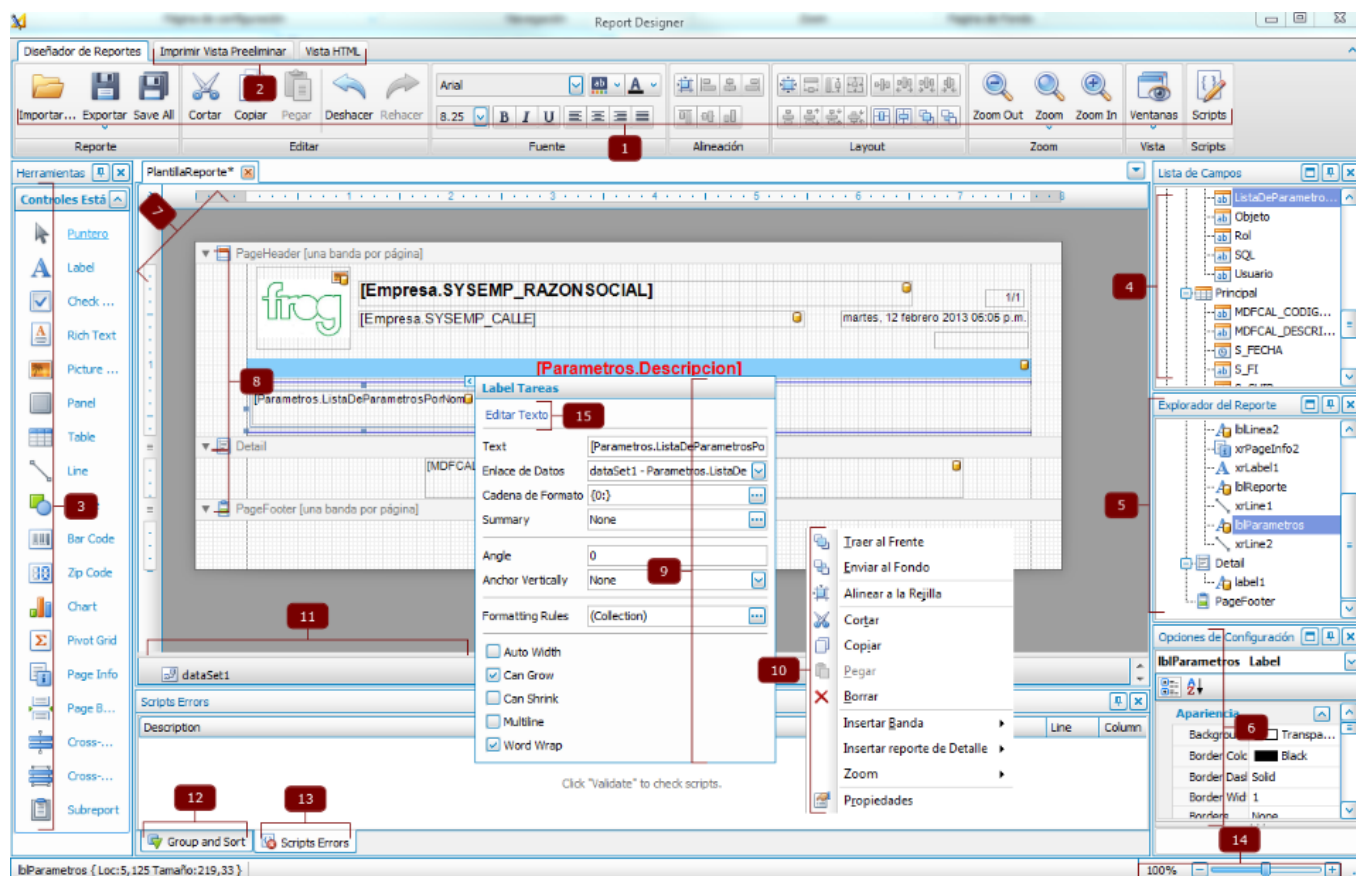 Report Designer
Diseñador de Reportes Imprimir Vista Preeliminar Vista HTML
2
Arial
Importar... Exportar Save All Cortar Copiar Pegar Deshacer Rehacer 8.25 B I U Zoom Out Zoom Zoom In Ventanas Scripts
1
Reporte Editar Fuente Alineación Layout Zoom Vista Scripts
Herramientas
Controles Está
Puntero
Label
Check ...
Rich Text
Picture ...
Panel
Table
Line
3
Bar Code
Zip Code
Chart
Pivot Grid
Page Info
Page B...
Cross-...
Cross-...
Subreport
PlantillaReporte*
1 2 3 4 5 6 7 8
7
PageHeader [una banda por página]
frog
[Empresa.SYSEMP_RAZONSOCIAL]
1/1
[Empresa.SYSEMP_CALLE]
martes, 12 febrero 2013 06:06 p.m.
1
[Parametros.Descripcion]
8
[Parametros.ListaDeParametrosPorNom
Detail
[MDFCAL
PageFooter [una banda por página]
Label Tareas
Editar Texto
15
Text [Parametros.ListaDeParametrosPo
Enlace de Datos dataSet1 - Parametros.ListaDe
Cadena de Formato {0:}
Summary None
Angle 0
9
Anchor Vertically None
Formatting Rules (Collection)
Auto Width
Can Grow
Can Shrink
Multiline
Word Wrap
10
Traer al Frente
Enviar al Fondo
Alinear a la Rejilla
Cortar
Copiar
Pegar
Borrar
Insertar Banda
Insertar reporte de Detalle
Zoom
Propiedades
11
dataSet1
Scripts Errors
Description Line Column
Click "Validate" to check scripts.
12
13
Group and Sort Scripts Errors
Lista de Campos
ListaDeParametro...
Objeto
Rol
SQL
Usuario
4
Principal
MDFCAL_CODIG...
MDFCAL_DESCRI...
S_FECHA
S_FI
Explorador del Reporte
lblLinea2
xrPageInfo2
xrLabel1
lblReporte
5
xrLine1
lblParametros
xrLine2
Detail
label1
PageFooter
Opciones de Configuración
lblParametros Label
Apariencia
6
Backgrou Transpa...
Border Colc Black
Border Dasl Solid
Border Wid 1
Borders None
14
lblParametros { Loc:5,125 Tamaño:219,33 }
100%